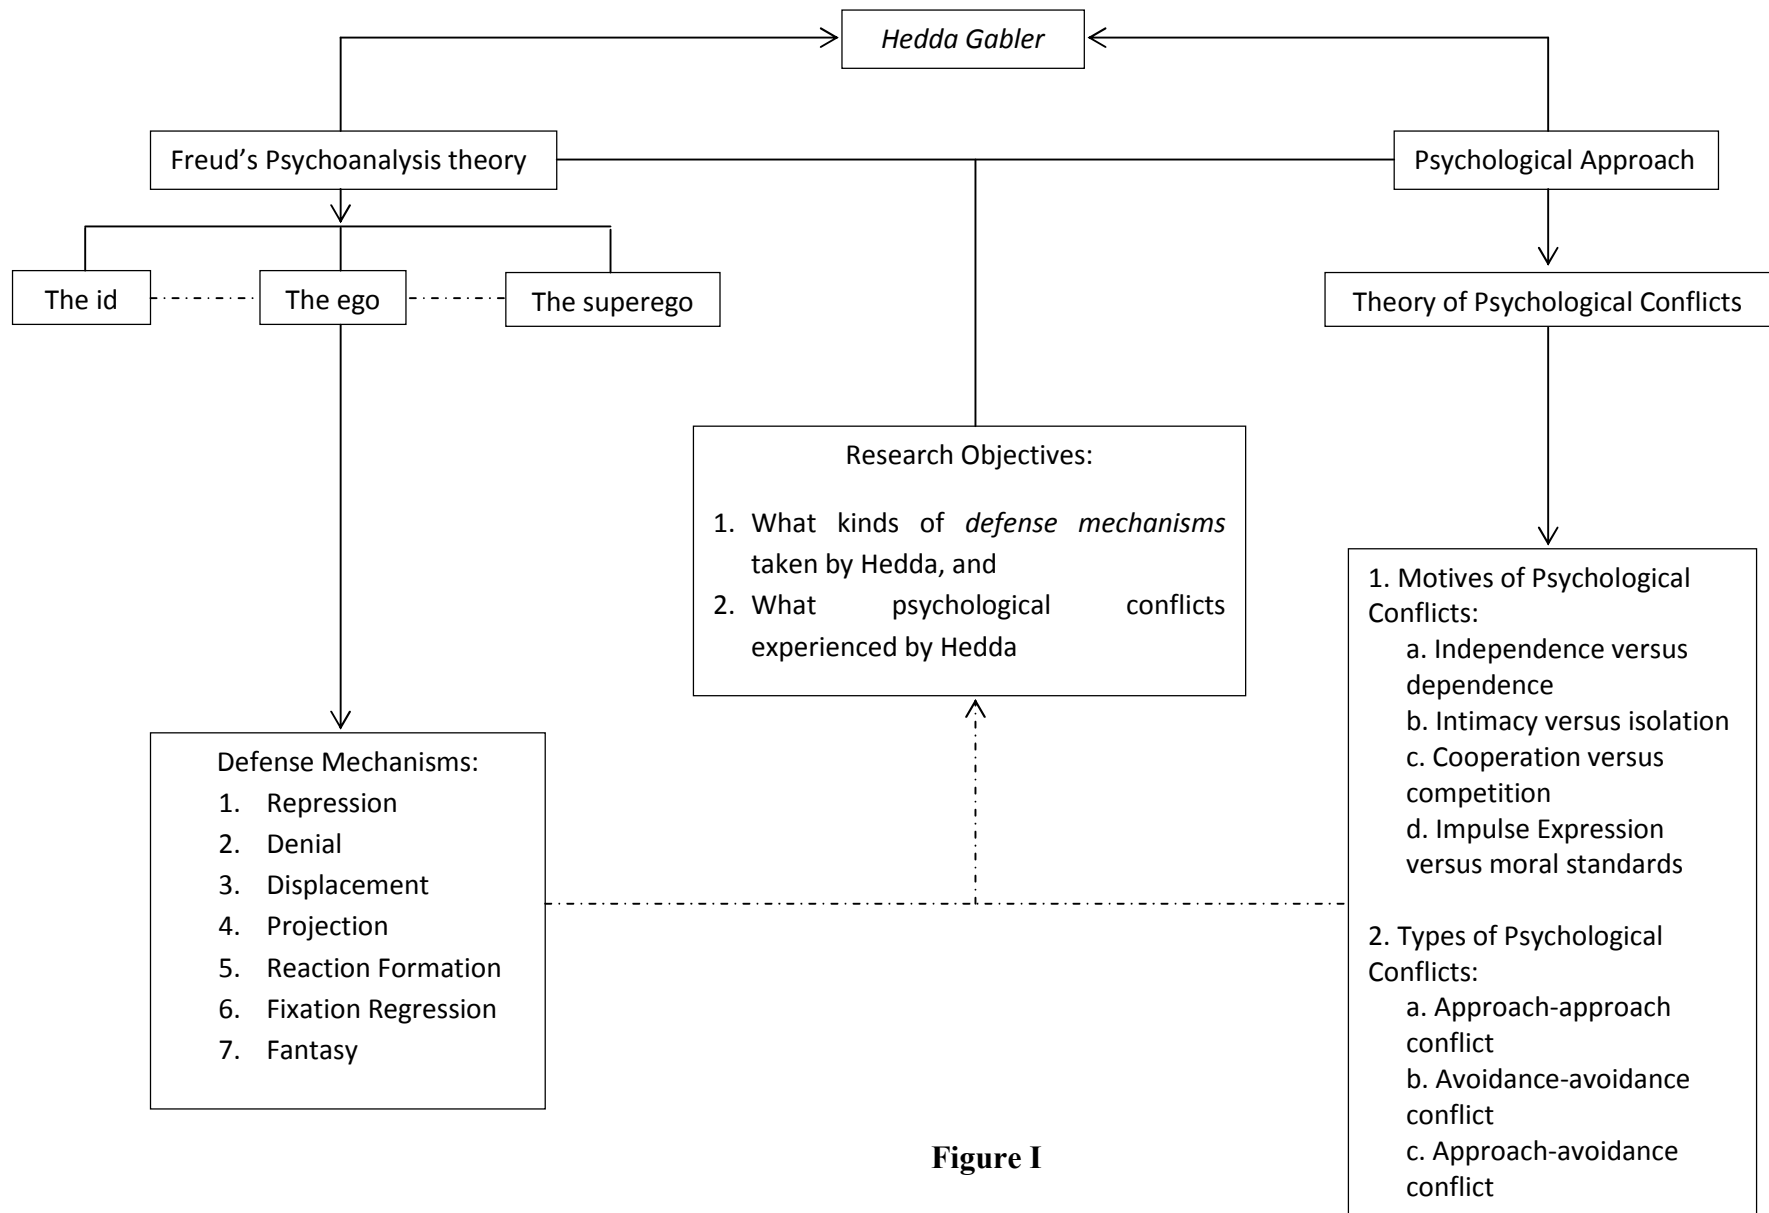 Hedda Gabler
Freud’s Psychoanalysis theory
Psychological Approach
The id
The ego
The superego
Theory of Psychological Conflicts
Research Objectives:
1. What kinds of defense mechanisms
taken by Hedda, and
2. What psychological conflicts
experienced by Hedda
Defense Mechanisms:
1. Repression
2. Denial
3. Displacement
4. Projection
5. Reaction Formation
6. Fixation Regression
7. Fantasy
1. Motives of Psychological
Conflicts:
a. Independence versus
dependence
b. Intimacy versus isolation
c. Cooperation versus
competition
d. Impulse Expression
versus moral standards
2. Types of Psychological
Conflicts:
a. Approach-approach
conflict
b. Avoidance-avoidance
conflict
c. Approach-avoidance
conflict
Figure I